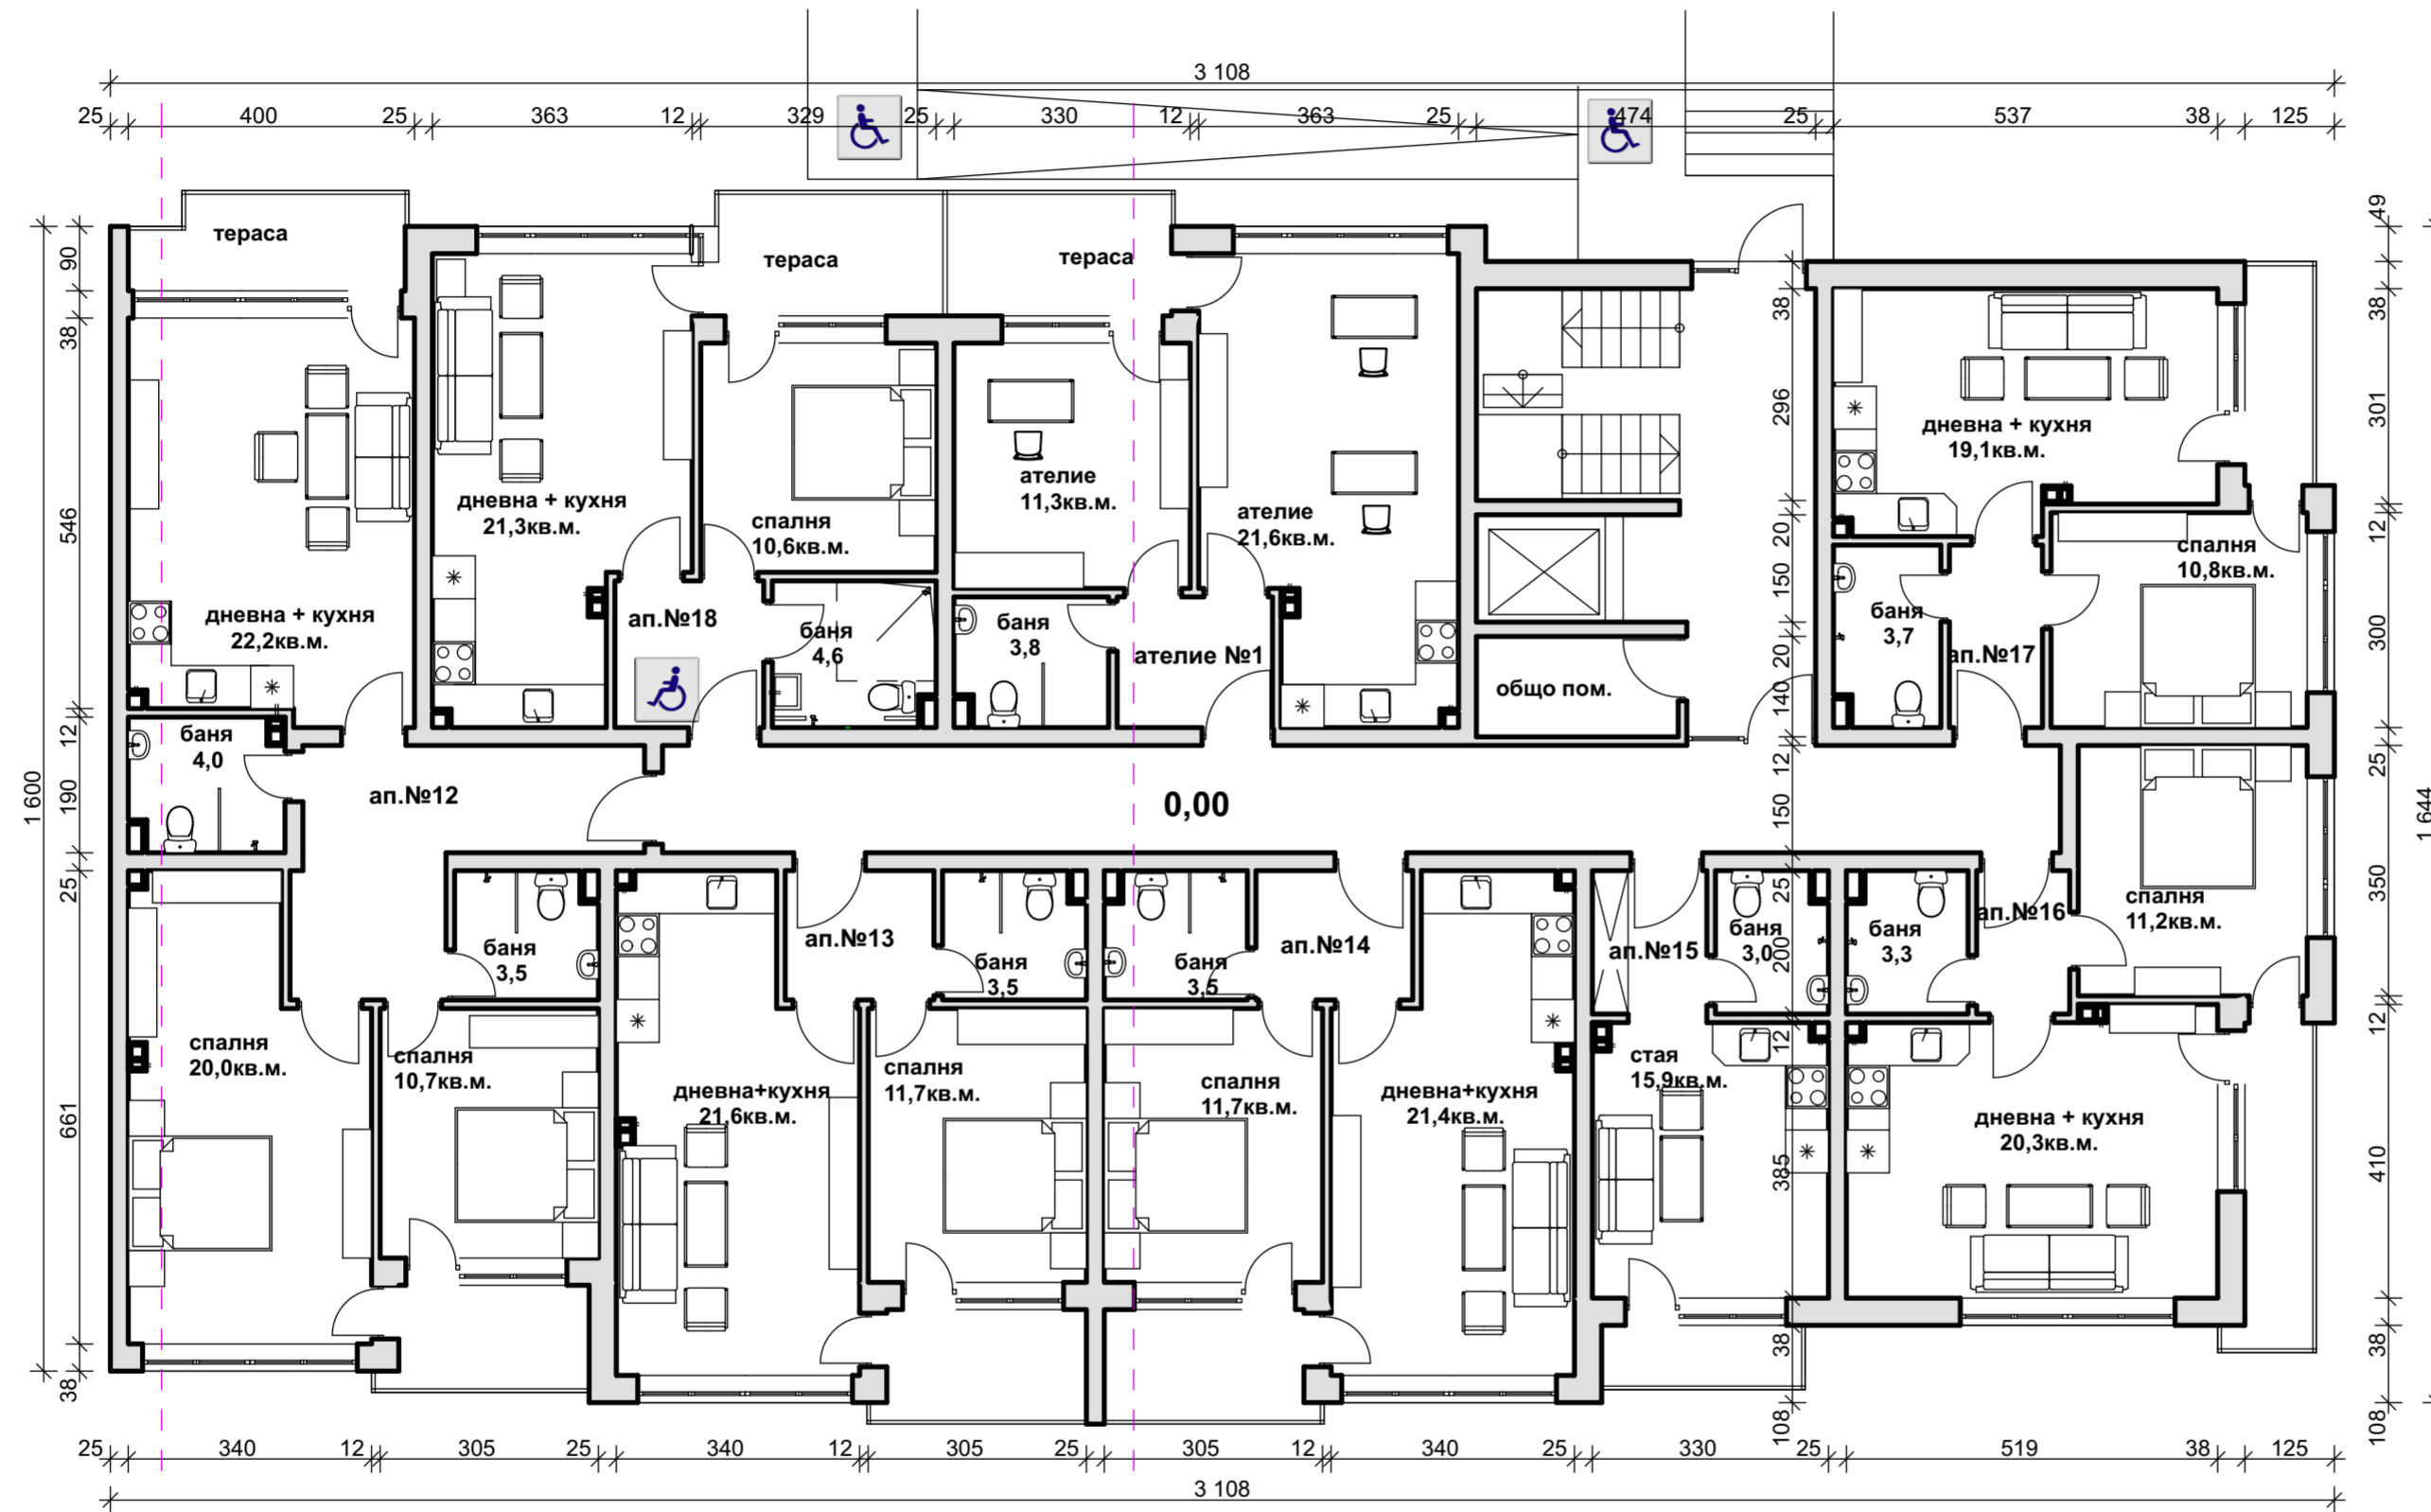 3 108
25 400 25 363 12 329 25 330 12 363 25 474 25 537 38 125
тераса
тераса
тераса
дневна + кухня
22,2кв.м.
дневна + кухня
21,3кв.м.
спалня
10,6кв.м.
ателие
11,3кв.м.
ателие
21,6кв.м.
дневна + кухня
19,1кв.м.
спалня
10,8кв.м.
ап.№18
баня
4,6
баня
3,8
ателие №1
общо пом.
баня
3,7
ап.№17
баня
4,0
ап.№12
0,00
баня
3,5
ап.№13
баня
3,5
баня
3,5
ап.№14
ап.№15
баня
3,0
баня
3,3
ап.№16
спалня
11,2кв.м.
спалня
20,0кв.м.
спалня
10,7кв.м.
дневна+кухня
21,6кв.м.
спалня
11,7кв.м.
спалня
11,7кв.м.
дневна+кухня
21,4кв.м.
стая
15,9кв.м.
дневна + кухня
20,3кв.м.
1 600
90
38
546
12
190
25
661
38
38
296
20
150
20
140
12
150
25
200
12
385
38
108
49
38
301
12
300
25
350
12
410
38
108
1 644
25 340 12 305 25 340 12 305 25 305 12 340 25 330 25 519 38 125
3 108